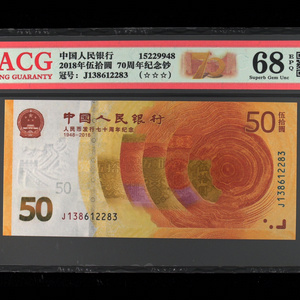 ACG
NG GUARANTY
中国人民银行 15229948
2018年伍拾圆 70周年纪念钞
冠号：J138612283 (☆☆☆)
68
EPQ
Superb Gem Unc
中国人民银行
人民币发行七十周年纪念
1948-2018
50
伍拾圆
50
50
J138612283
J138612283